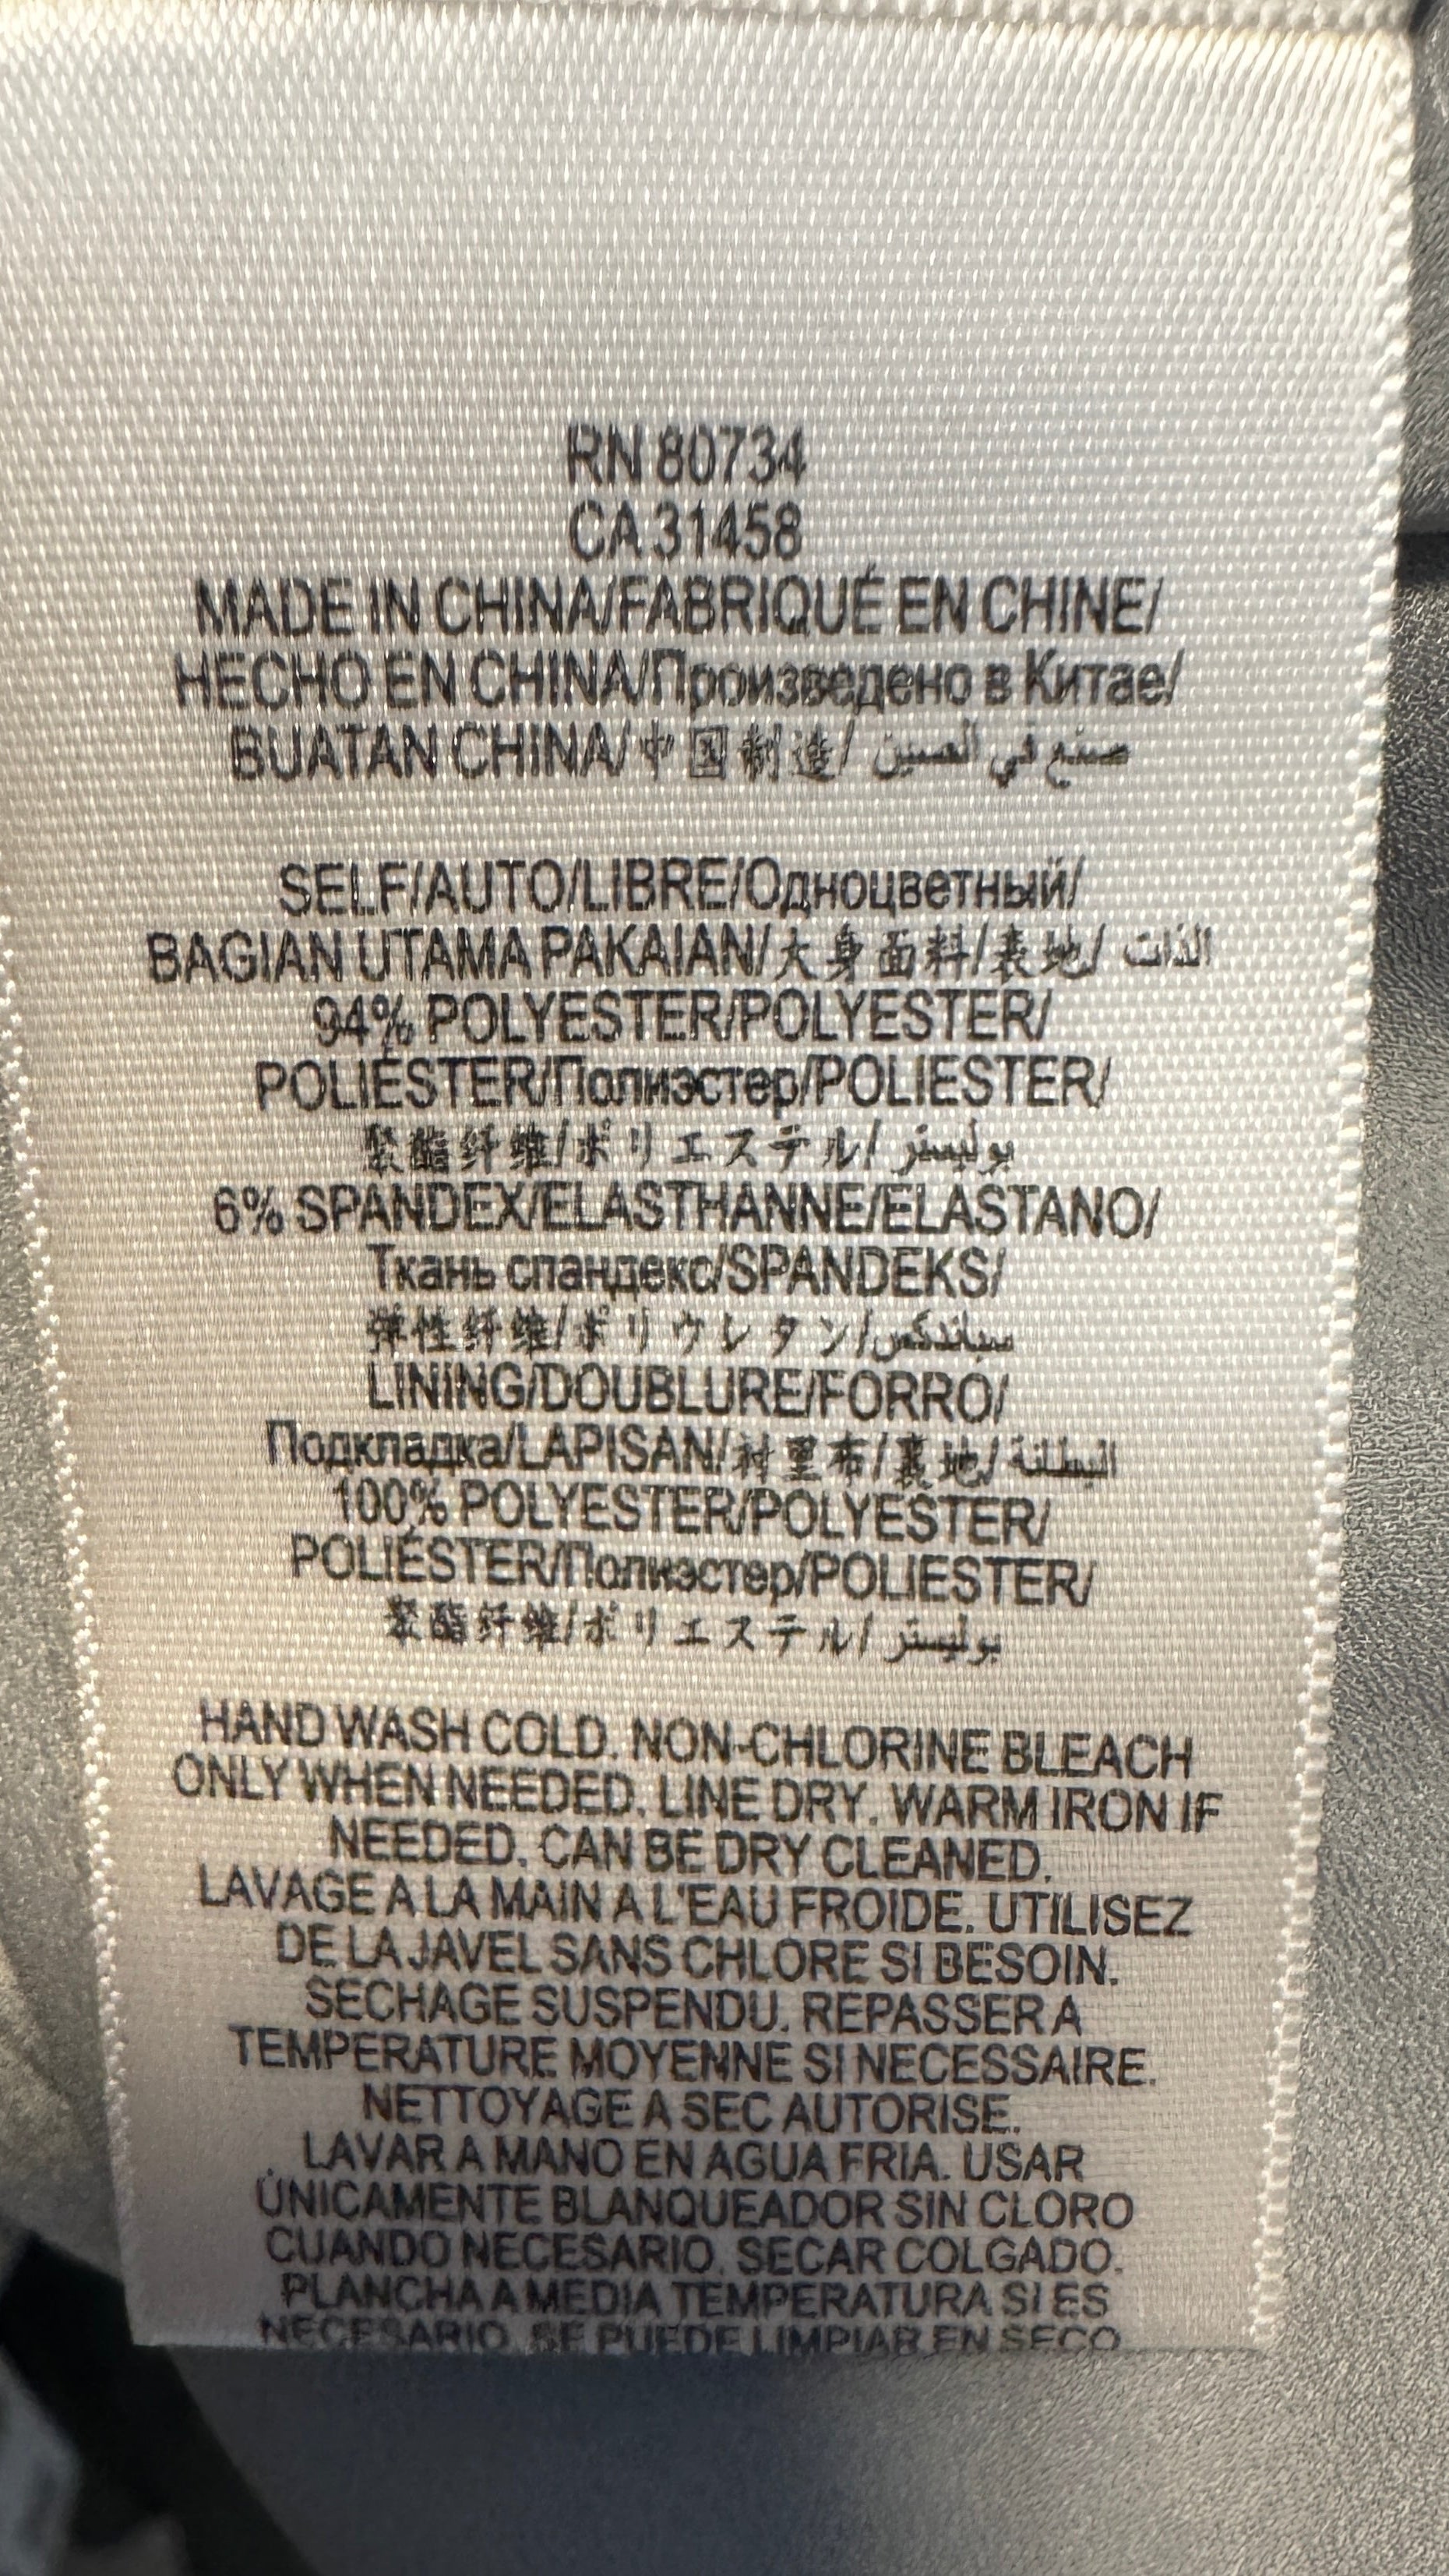 RN 80734
CA 31458
MADE IN CHINA/FABRIQUÉ EN CHINE/
HECHO EN CHINA/Произведено в Китае/
BUATAN CHINA/中国制造/ صنع في الصين
SELF/AUTO/LIBRE/Одноцветный/
BAGIAN UTAMA PAKAIAN/大身面料/表地/ الذات
94% POLYESTER/POLYESTER/
POLIÉSTER/Полиэстер/POLIESTER/
聚酯纤维/ポリエステル/ بوليستر
6% SPANDEX/ELASTHANNE/ELASTANO/
Ткань спандекс/SPANDEKS/
弹性纤维/ポリウレタン/سباندكس
LINING/DOUBLURE/FORRO/
Подкладка/LAPISAN/衬里布/裏地/ البطانة
100% POLYESTER/POLYESTER/
POLIÉSTER/Полиэстер/POLIESTER/
聚酯纤维/ポリエステル/ بوليستر
HAND WASH COLD. NON-CHLORINE BLEACH
ONLY WHEN NEEDED. LINE DRY. WARM IRON IF
NEEDED. CAN BE DRY CLEANED.
LAVAGE A LA MAIN A L'EAU FROIDE. UTILISEZ
DE LA JAVEL SANS CHLORE SI BESOIN.
SECHAGE SUSPENDU. REPASSER A
TEMPERATURE MOYENNE SI NECESSAIRE.
NETTOYAGE A SEC AUTORISE.
LAVAR A MANO EN AGUA FRIA. USAR
ÚNICAMENTE BLANQUEADOR SIN CLORO
CUANDO NECESARIO. SECAR COLGADO.
PLANCHA A MEDIA TEMPERATURA SI ES
NECESARIO. SE PUEDE LIMPIAR EN SECO